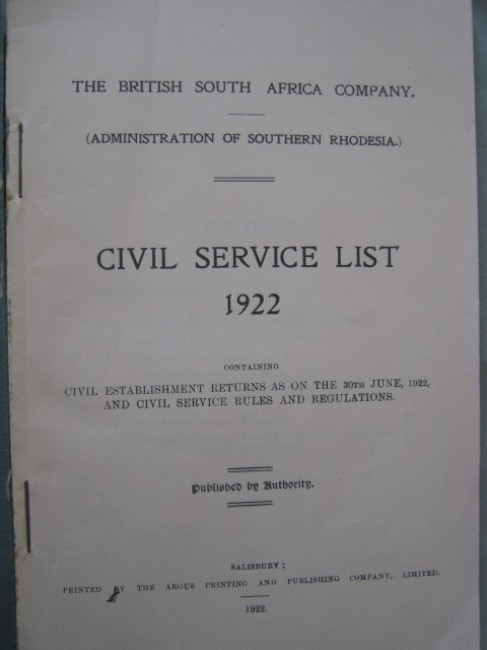 THE BRITISH SOUTH AFRICA COMPANY.
(ADMINISTRATION OF SOUTHERN RHODESIA.)
CIVIL SERVICE LIST
1922
CONTAINING
CIVIL ESTABLISHMENT RETURNS AS ON THE 30TH JUNE, 1922,
AND CIVIL SERVICE RULES AND REGULATIONS.
Published by Authority.
SALISBURY:
PRINTED BY THE ARGUS PRINTING AND PUBLISHING COMPANY, LIMITED.
1922.